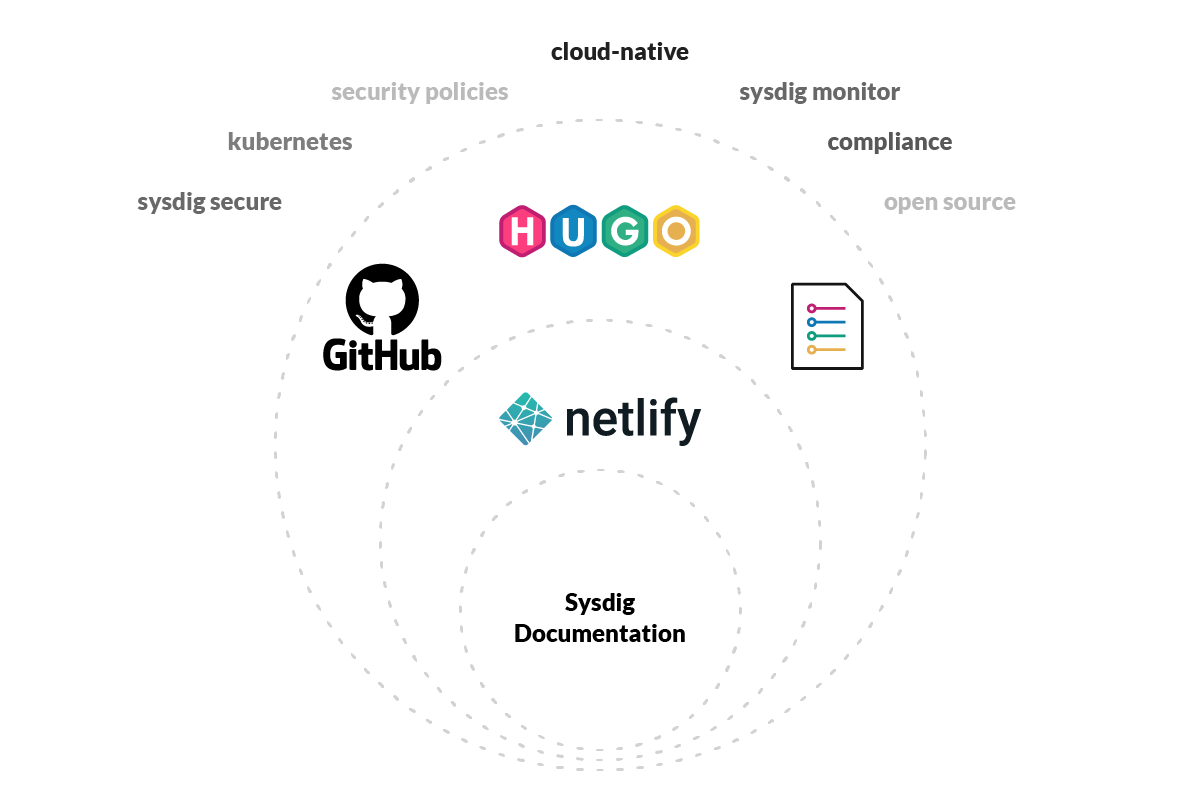 cloud-native
security policies
sysdig monitor
kubernetes
compliance
sysdig secure
open source
HUGO
GitHub
netlify
Sysdig
Documentation